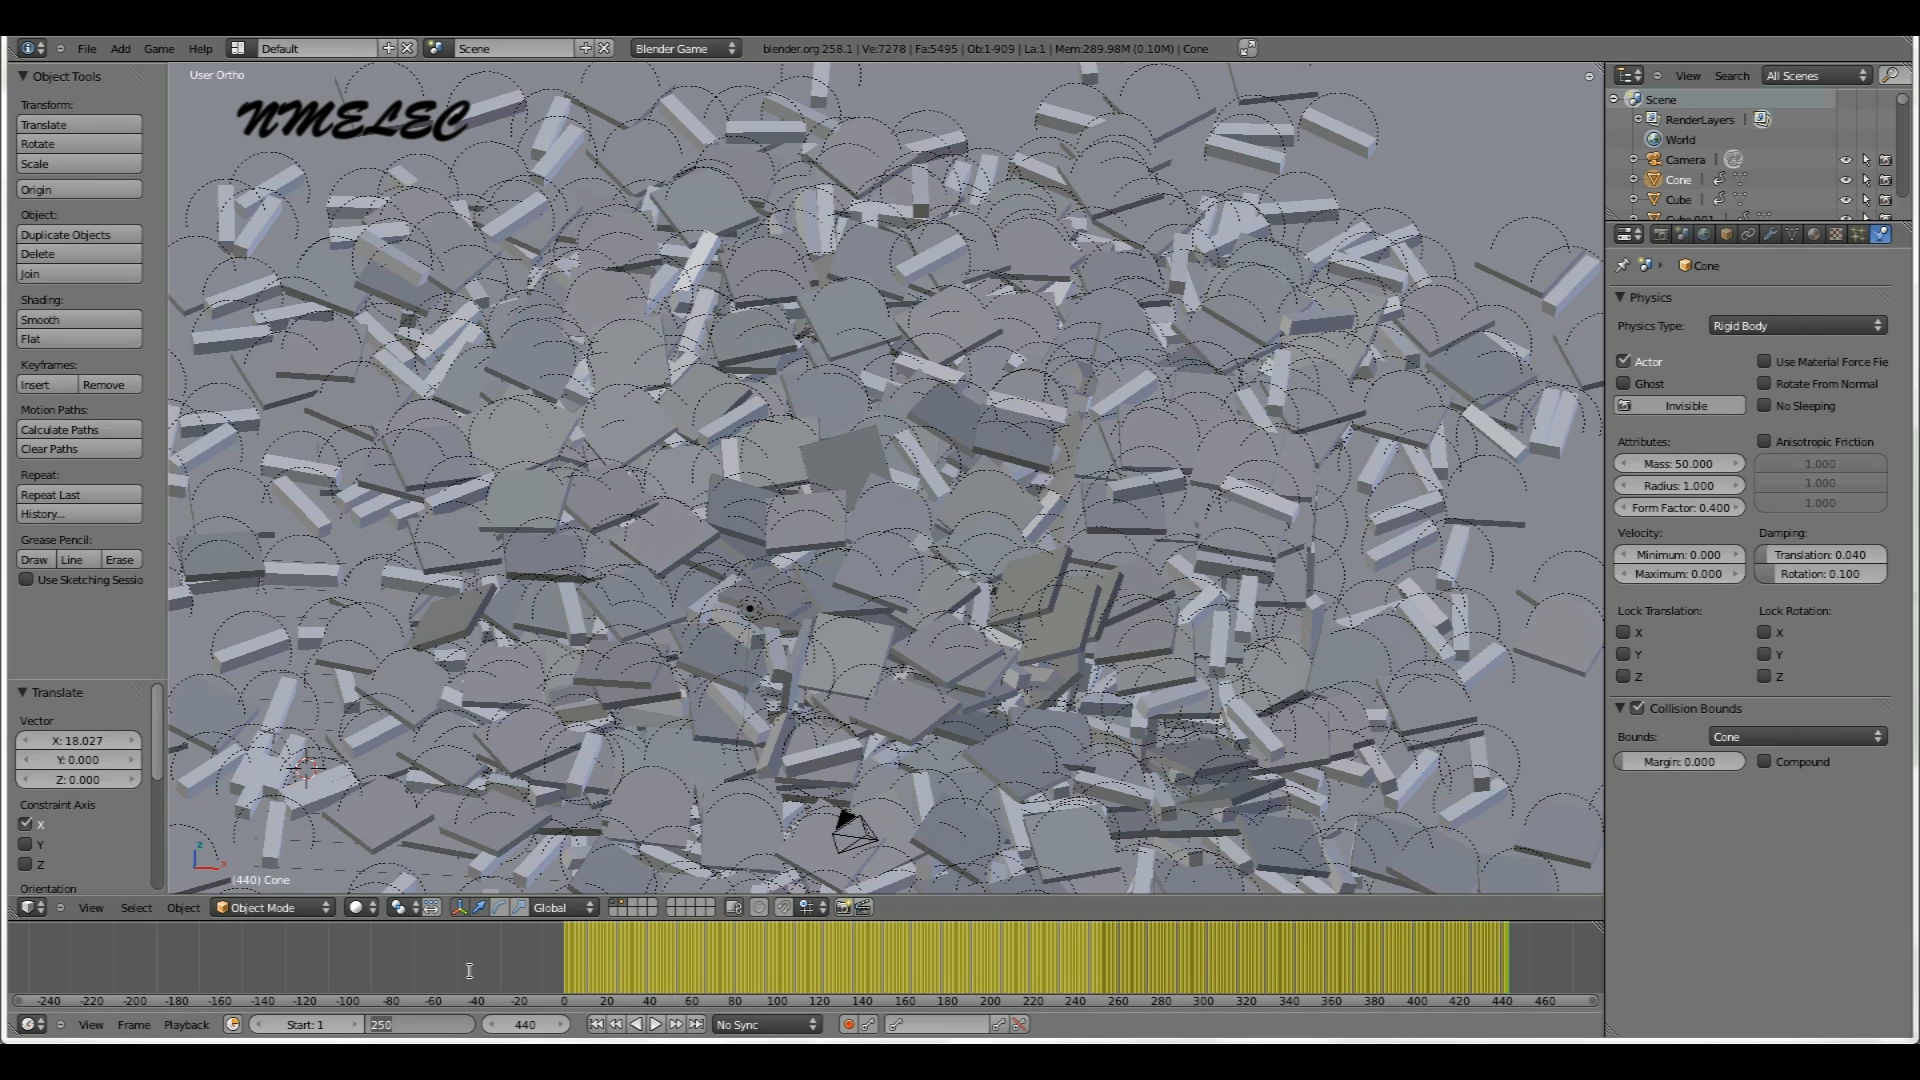 File Add Game Help Default Scene Blender Game blender.org 258.1 | Ve:7278 | Fa:5495 | Ob:1-909 | La:1 | Mem:289.98M (0.10M) | Cone
Object Tools
Transform:
Translate
Rotate
Scale
Origin
Object:
Duplicate Objects
Delete
Join
Shading:
Smooth
Flat
Keyframes:
Insert Remove
Motion Paths:
Calculate Paths
Clear Paths
Repeat:
Repeat Last
History...
Grease Pencil:
Draw Line Erase
Use Sketching Sessio
Translate
Vector
X: 18.027
Y: 0.000
Z: 0.000
Constraint Axis
X
Y
Z
Orientation
User Ortho
NMELEC
z
x
(440) Cone
View Select Object Object Mode Global
-240 -220 -200 -180 -160 -140 -120 -100 -80 -60 -40 -20 0 20 40 60 80 100 120 140 160 180 200 220 240 260 280 300 320 340 360 380 400 420 440 460
View Frame Playback Start: 1 250 440 No Sync
View Search All Scenes
Scene
RenderLayers |
World
Camera |
Cone |
Cube |
Cube.001
Cone
Physics
Physics Type: Rigid Body
Actor Use Material Force Fie
Ghost Rotate From Normal
Invisible No Sleeping
Attributes: Anisotropic Friction
Mass: 50.000 1.000
Radius: 1.000 1.000
Form Factor: 0.400 1.000
Velocity: Damping:
Minimum: 0.000 Translation: 0.040
Maximum: 0.000 Rotation: 0.100
Lock Translation: Lock Rotation:
X X
Y Y
Z Z
Collision Bounds
Bounds: Cone
Margin: 0.000 Compound